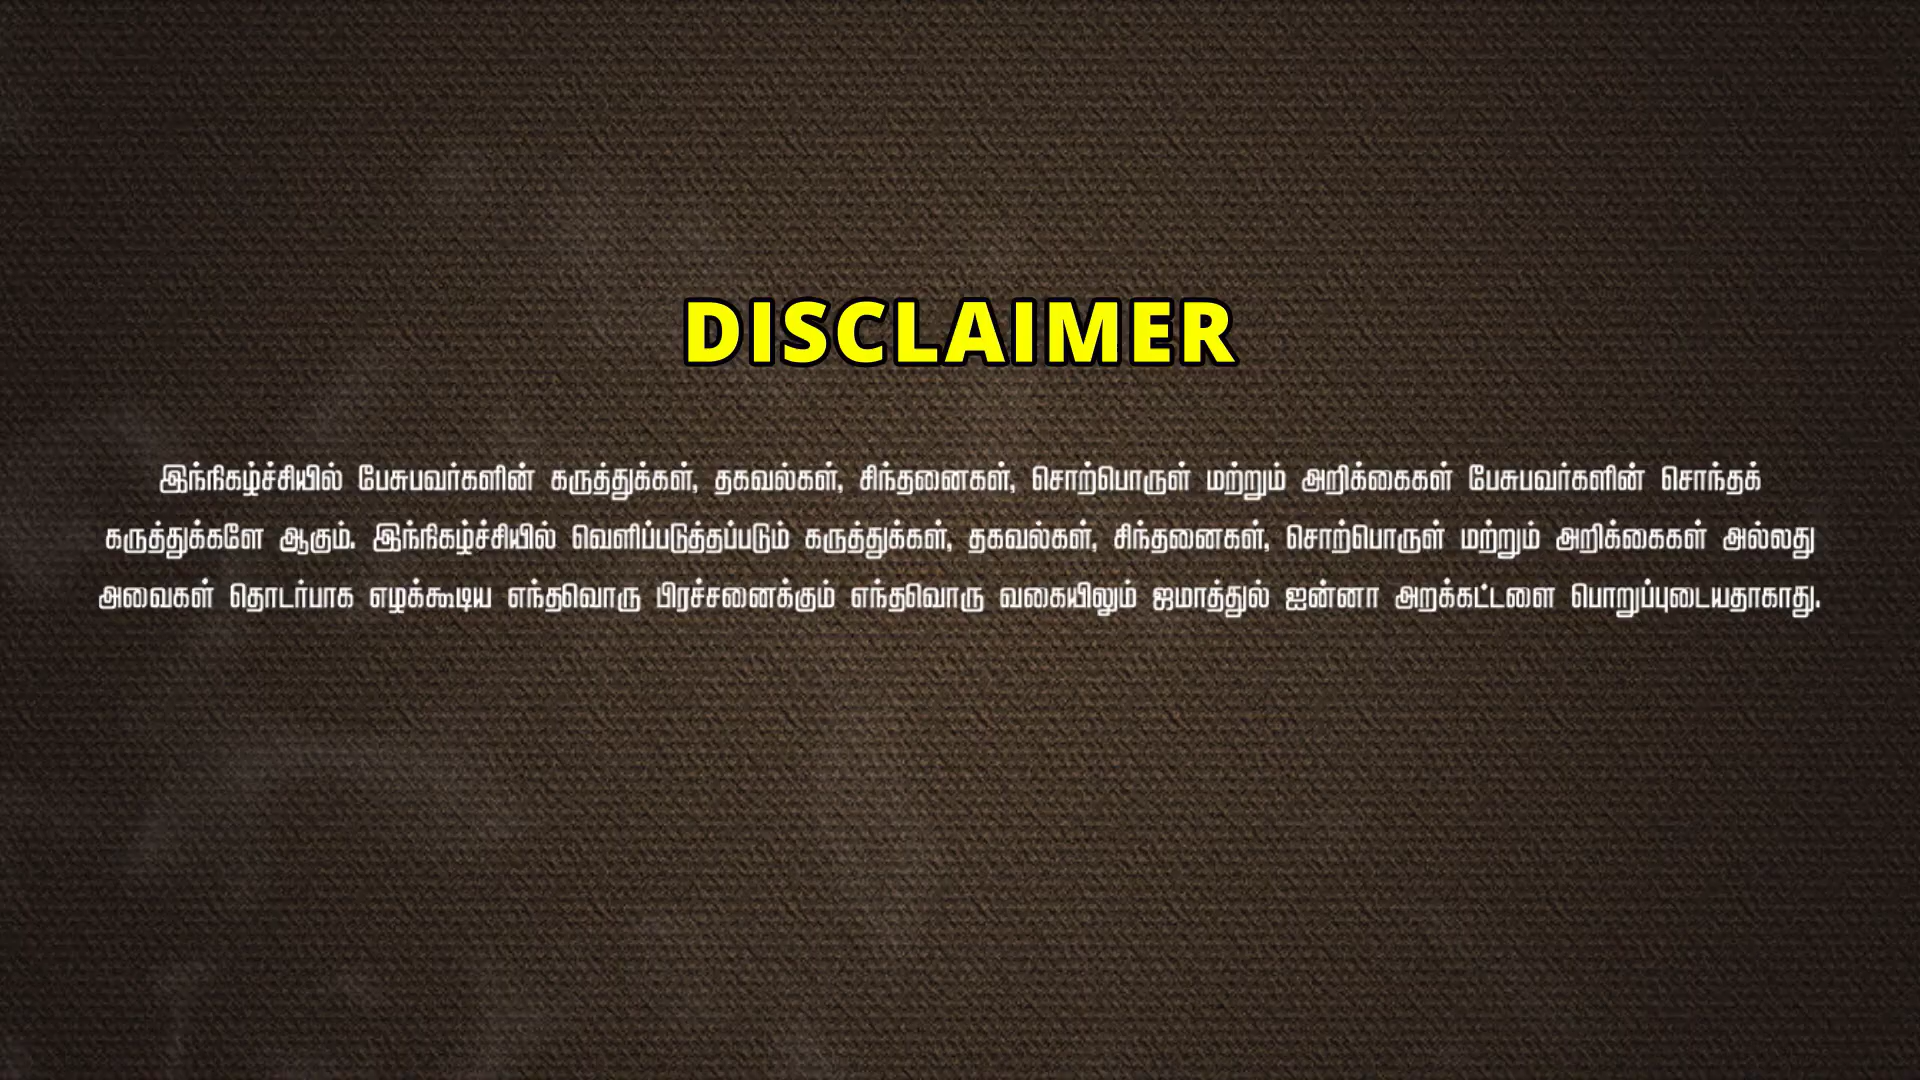 DISCLAIMER
இந்நிகழ்ச்சியில் பேசுபவர்களின் கருத்துக்கள், தகவல்கள், சிந்தனைகள், சொற்பொருள் மற்றும் அறிக்கைகள் பேசுபவர்களின் சொந்தக்
கருத்துக்களே ஆகும். இந்நிகழ்ச்சியில் வெளிப்படுத்தப்படும் கருத்துக்கள், தகவல்கள், சிந்தனைகள், சொற்பொருள் மற்றும் அறிக்கைகள் அல்லது
அவைகள் தொடர்பாக எழக்கூடிய எந்தவொரு பிரச்சனைக்கும் எந்தவொரு வகையிலும் ஜமாத்துல் ஐன்னா அறக்கட்டளை பொறுப்புடையதாகாது.